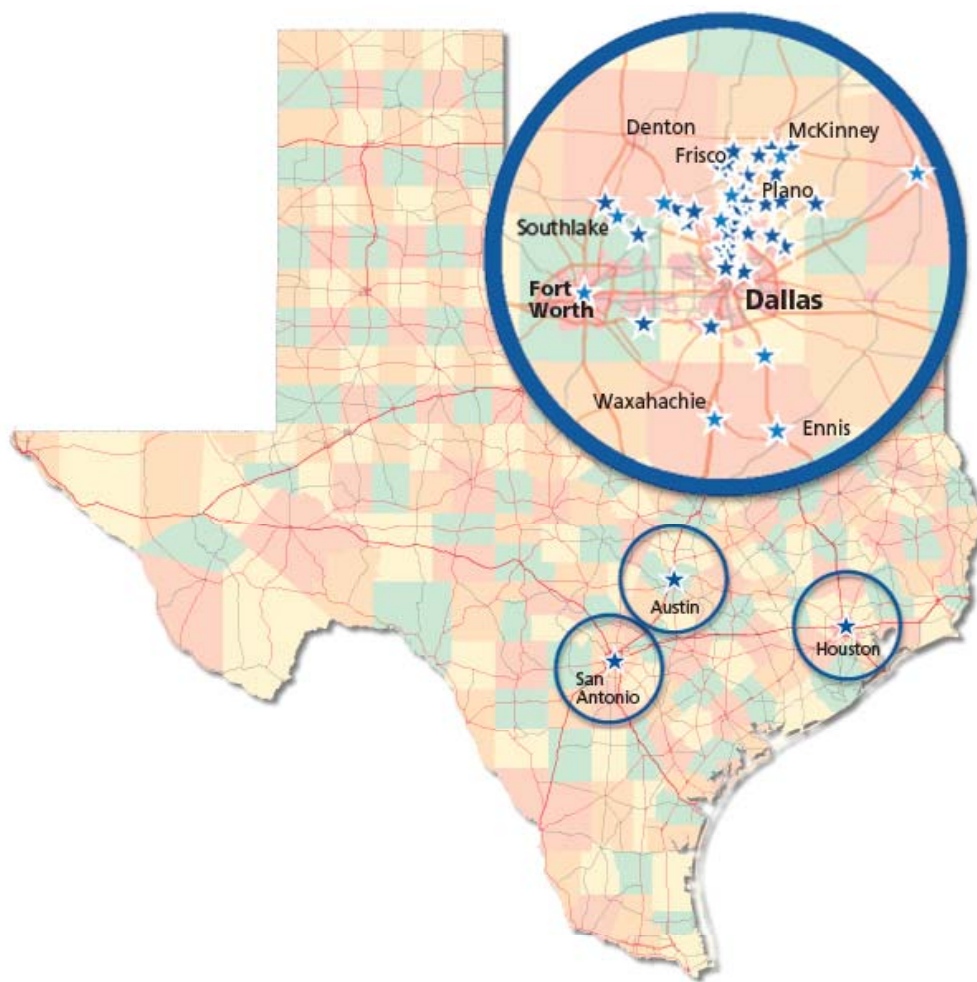 Denton
McKinney
Frisco
Plano
Southlake
Fort
Worth
Dallas
Waxahachie
Ennis
Austin
Houston
San
Antonio